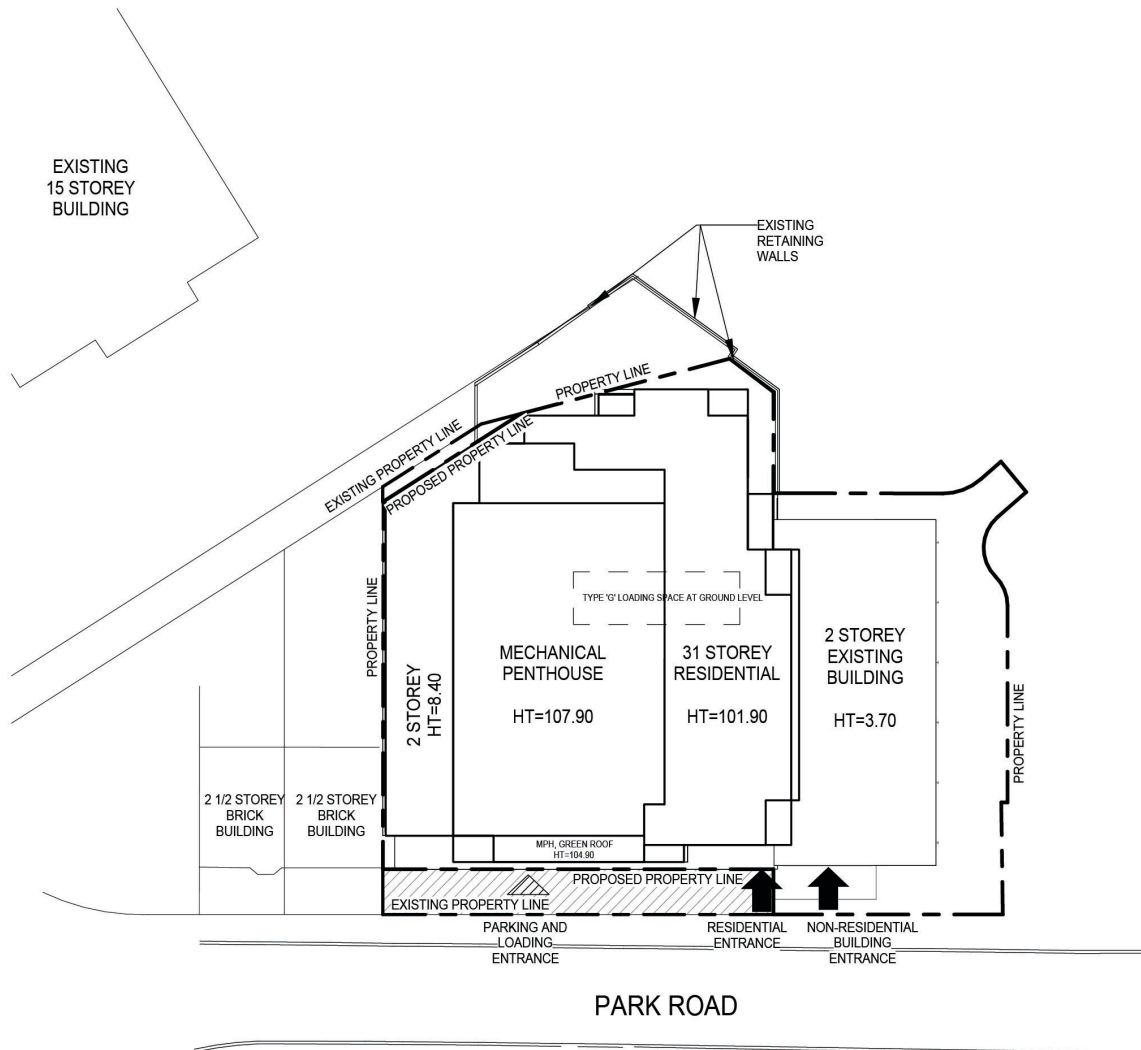 EXISTING
15 STOREY
BUILDING
EXISTING
RETAINING
WALLS
PROPERTY LINE
EXISTING PROPERTY LINE
PROPOSED PROPERTY LINE
PROPERTY LINE
TYPE 'G' LOADING SPACE AT GROUND LEVEL
2 STOREY
HT=8.40
MECHANICAL
PENTHOUSE
HT=107.90
31 STOREY
RESIDENTIAL
HT=101.90
2 STOREY
EXISTING
BUILDING
HT=3.70
PROPERTY LINE
2 1/2 STOREY
BRICK
BUILDING
2 1/2 STOREY
BRICK
BUILDING
MPH, GREEN ROOF
HT=104.90
PROPOSED PROPERTY LINE
EXISTING PROPERTY LINE
PARKING AND
LOADING
ENTRANCE
RESIDENTIAL
ENTRANCE
NON-RESIDENTIAL
BUILDING
ENTRANCE
PARK ROAD